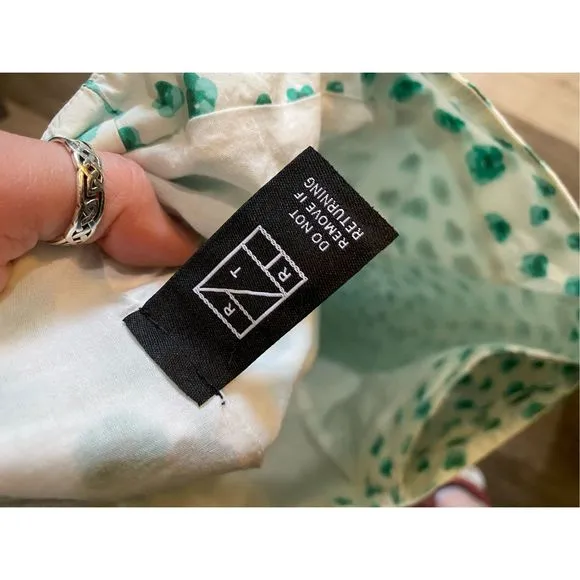 DO NOT
REMOVE IF
RETURNING
T R
R